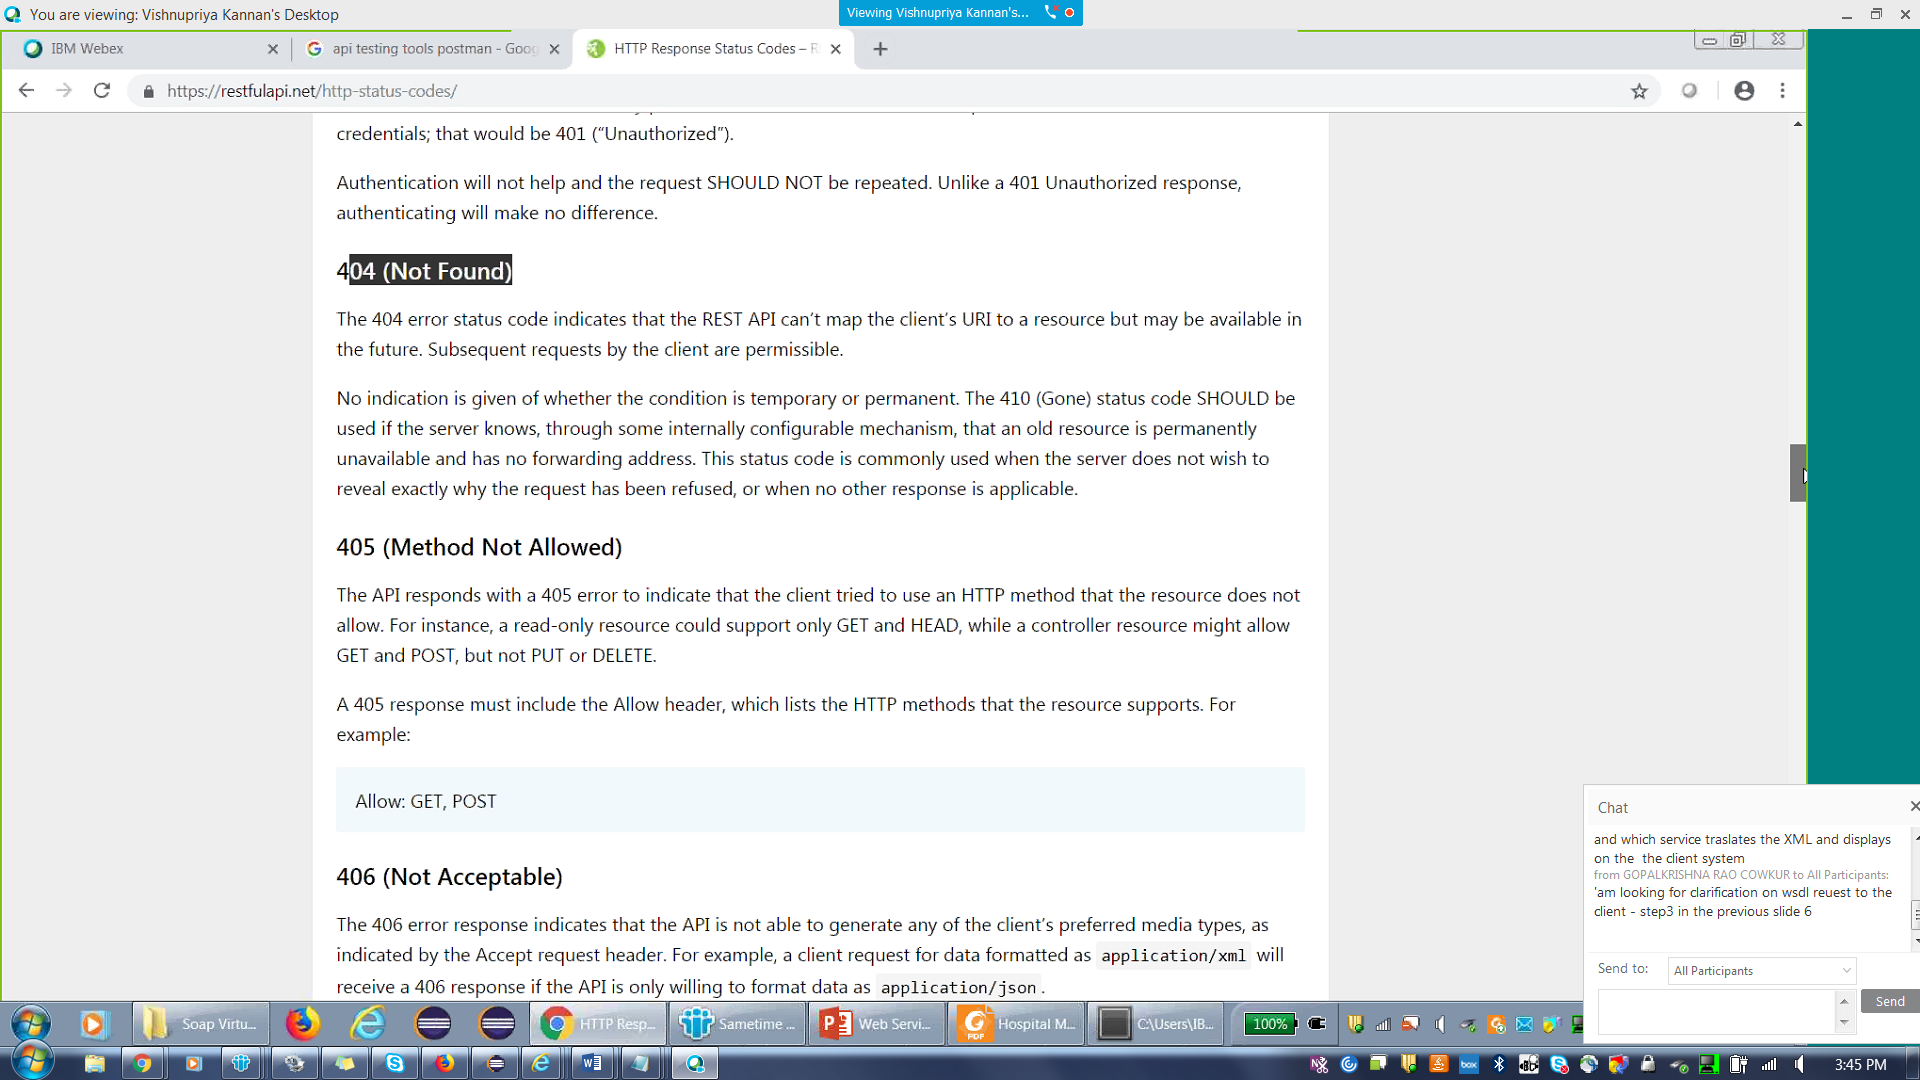 You are viewing: Vishnupriya Kannan's Desktop
Viewing Vishnupriya Kannan's...
IBM Webex
api testing tools postman - Goog
HTTP Response Status Codes – R
https://restfulapi.net/http-status-codes/
credentials; that would be 401 (“Unauthorized”).
Authentication will not help and the request SHOULD NOT be repeated. Unlike a 401 Unauthorized response,
authenticating will make no difference.
404 (Not Found)
The 404 error status code indicates that the REST API can’t map the client’s URI to a resource but may be available in
the future. Subsequent requests by the client are permissible.
No indication is given of whether the condition is temporary or permanent. The 410 (Gone) status code SHOULD be
used if the server knows, through some internally configurable mechanism, that an old resource is permanently
unavailable and has no forwarding address. This status code is commonly used when the server does not wish to
reveal exactly why the request has been refused, or when no other response is applicable.
405 (Method Not Allowed)
The API responds with a 405 error to indicate that the client tried to use an HTTP method that the resource does not
allow. For instance, a read-only resource could support only GET and HEAD, while a controller resource might allow
GET and POST, but not PUT or DELETE.
A 405 response must include the Allow header, which lists the HTTP methods that the resource supports. For
example:
Allow: GET, POST
406 (Not Acceptable)
The 406 error response indicates that the API is not able to generate any of the client’s preferred media types, as
indicated by the Accept request header. For example, a client request for data formatted as application/xml will
receive a 406 response if the API is only willing to format data as application/json .
Chat
and which service traslates the XML and displays
on the  the client system
from GOPALKRISHNA RAO COWKUR to All Participants:
'am looking for clarification on wsdl reuest to the
client - step3 in the previous slide 6
Send to:
All Participants
Send
Soap Virtu...
HTTP Resp...
Sametime ...
Web Servi...
Hospital M...
C:\Users\IB...
100%
3:45 PM